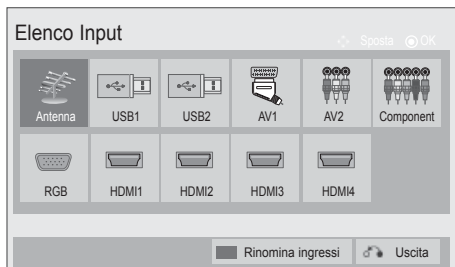 Elenco Input
Sposta OK
Antenna USB1 USB2 AV1 AV2 Component
RGB HDMI1 HDMI2 HDMI3 HDMI4
Rinomina ingressi Uscita